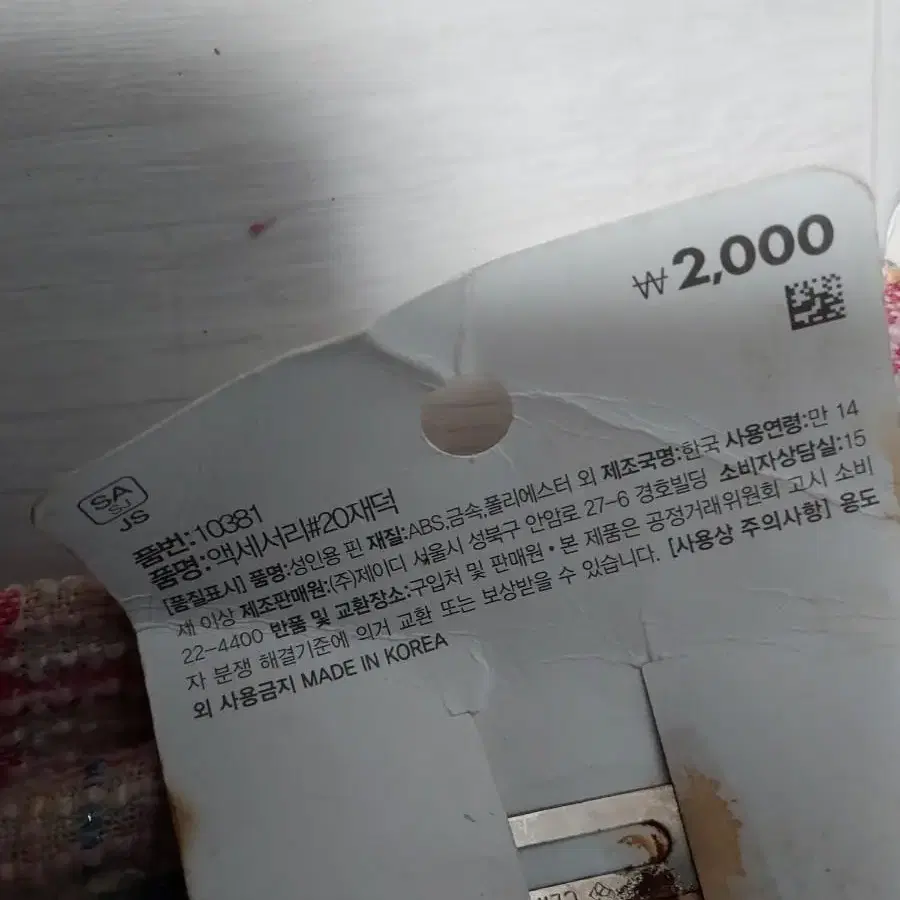 ₩2,000
SA
JS
품번:10381
품명:액세서리#20재덕
[품질표시] 품명:성인용 핀 재질:ABS,금속,폴리에스터 외 제조국명:한국 사용연령:만 14
세 이상 제조판매원:(주)제이디 서울시 성북구 안암로 27-6 경호빌딩 소비자상담실:15
22-4400 반품 및 교환장소:구입처 및 판매원 • 본 제품은 공정거래위원회 고시 소비
자 분쟁 해결기준에 의거 교환 또는 보상받을 수 있습니다. [사용상 주의사항] 용도
외 사용금지 MADE IN KOREA